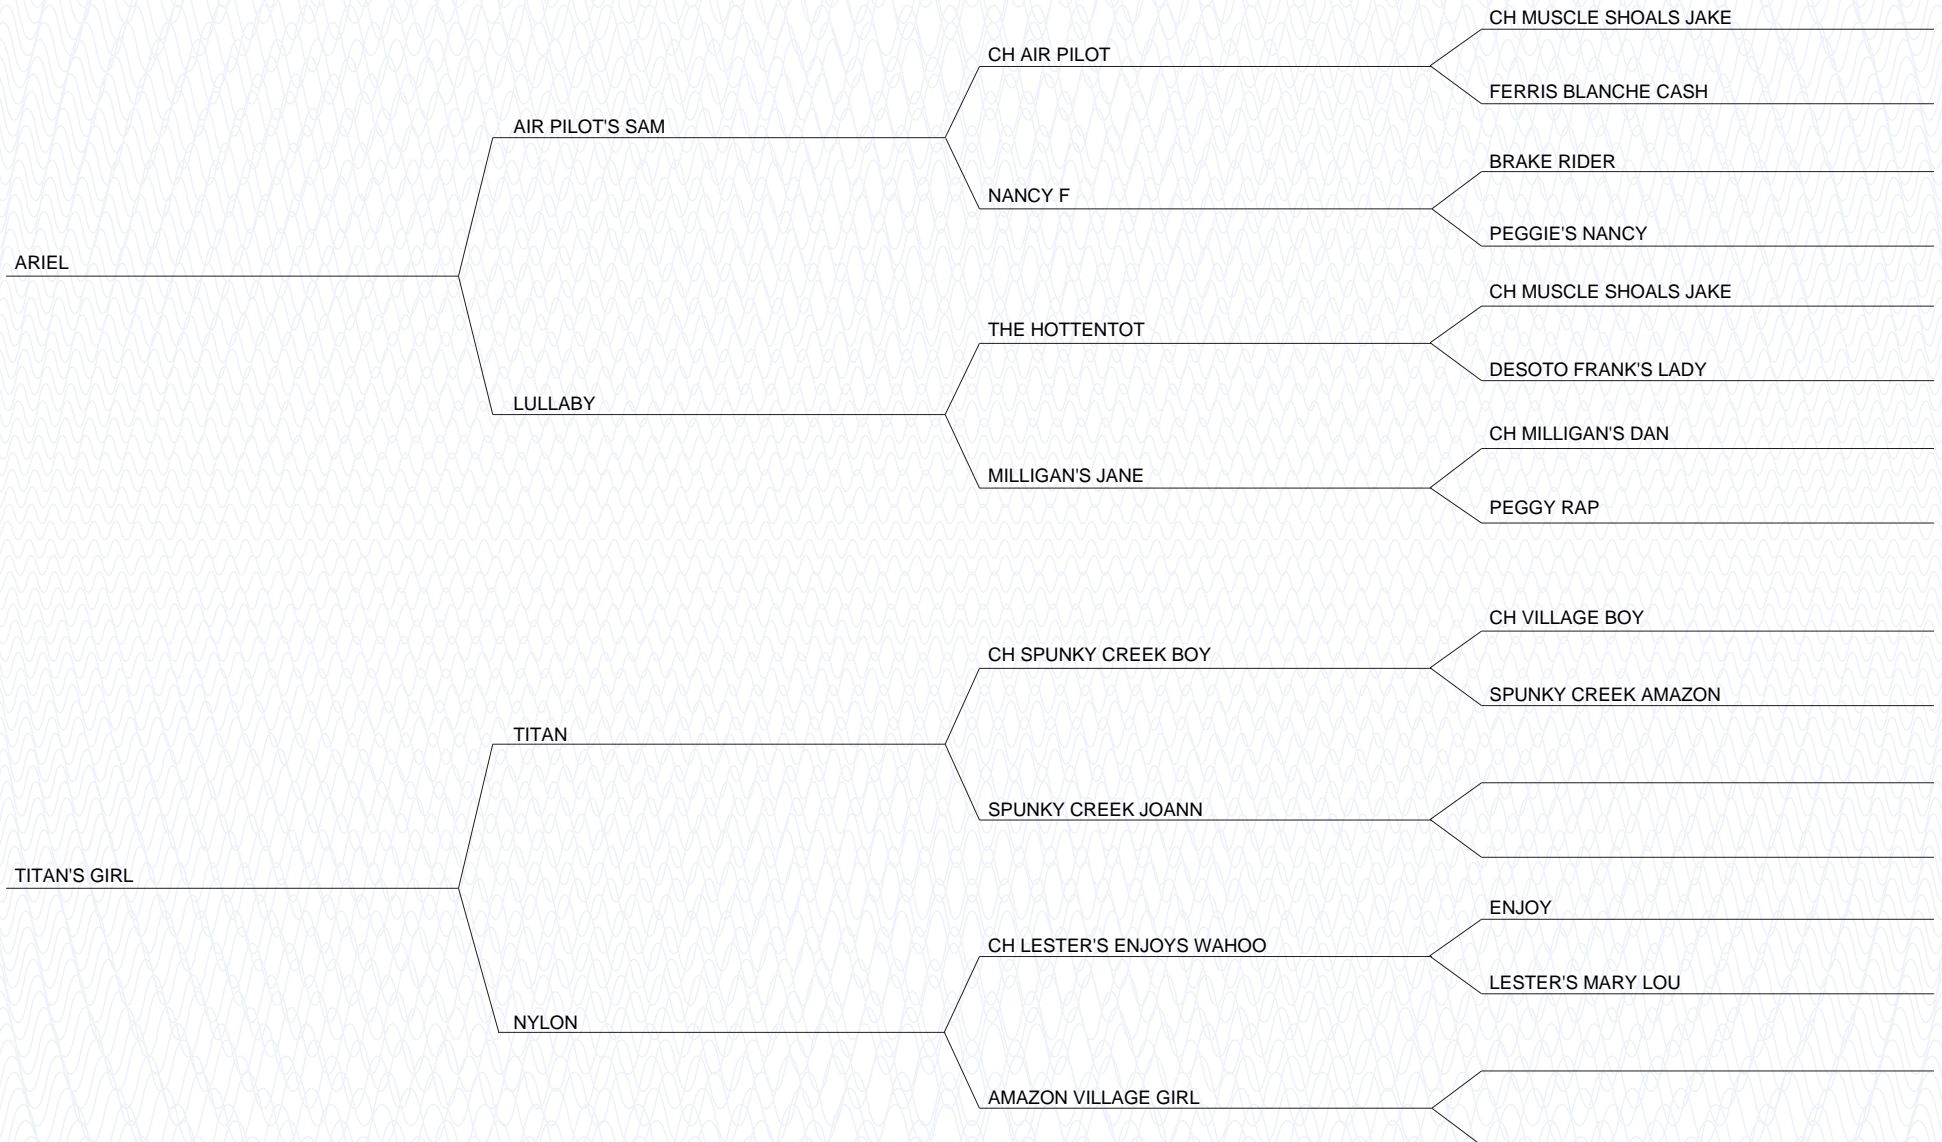 CH MUSCLE SHOALS JAKE
CH AIR PILOT
FERRIS BLANCHE CASH
AIR PILOT'S SAM
BRAKE RIDER
NANCY F
PEGGIE'S NANCY
ARIEL
CH MUSCLE SHOALS JAKE
THE HOTTENTOT
DESOTO FRANK'S LADY
LULLABY
CH MILLIGAN'S DAN
MILLIGAN'S JANE
PEGGY RAP
CH VILLAGE BOY
CH SPUNKY CREEK BOY
SPUNKY CREEK AMAZON
TITAN
SPUNKY CREEK JOANN
TITAN'S GIRL
ENJOY
CH LESTER'S ENJOYS WAHOO
LESTER'S MARY LOU
NYLON
AMAZON VILLAGE GIRL